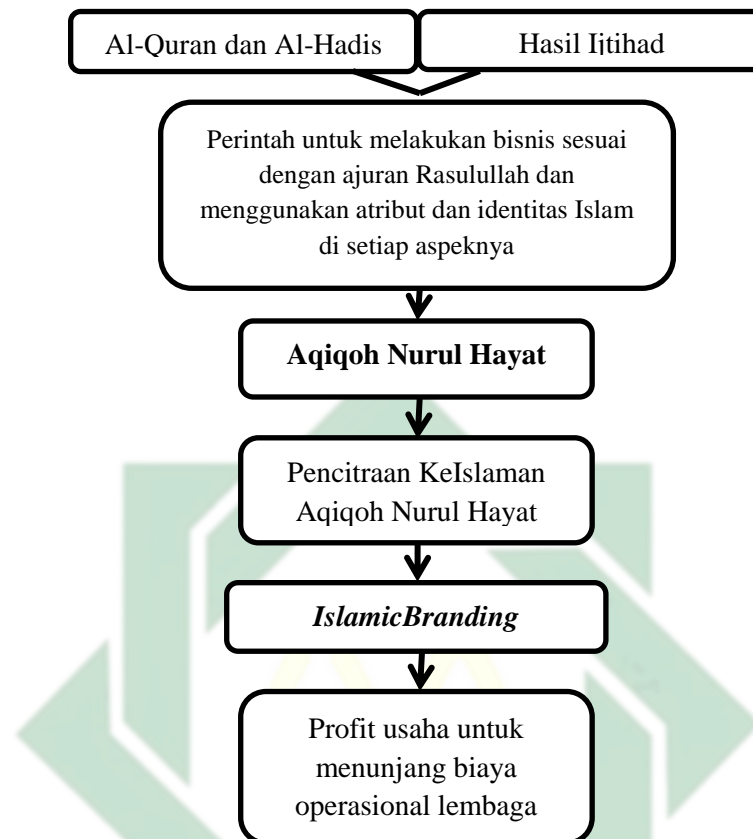 Al-Quran dan Al-Hadis
Hasil Ijtihad
Perintah untuk melakukan bisnis sesuai
dengan ajuran Rasulullah dan
menggunakan atribut dan identitas Islam
di setiap aspeknya
Aqiqoh Nurul Hayat
Pencitraan KeIslaman
Aqiqoh Nurul Hayat
IslamicBranding
Profit usaha untuk
menunjang biaya
operasional lembaga